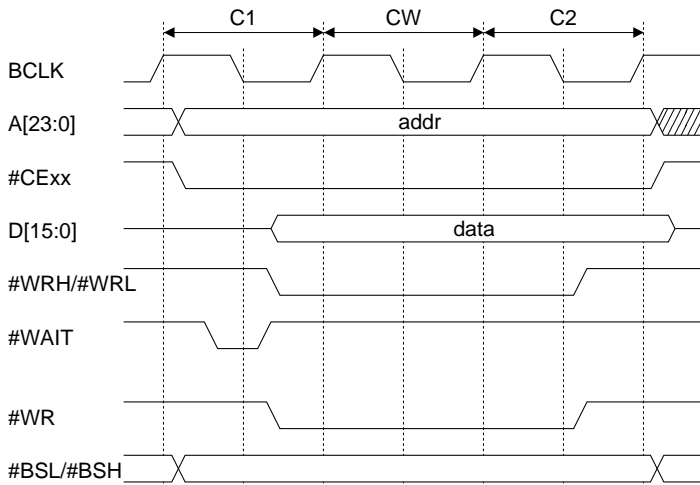 C1 CW C2
BCLK
A[23:0] addr
#CExx
D[15:0] data
#WRH/#WRL
#WAIT
#WR
#BSL/#BSH